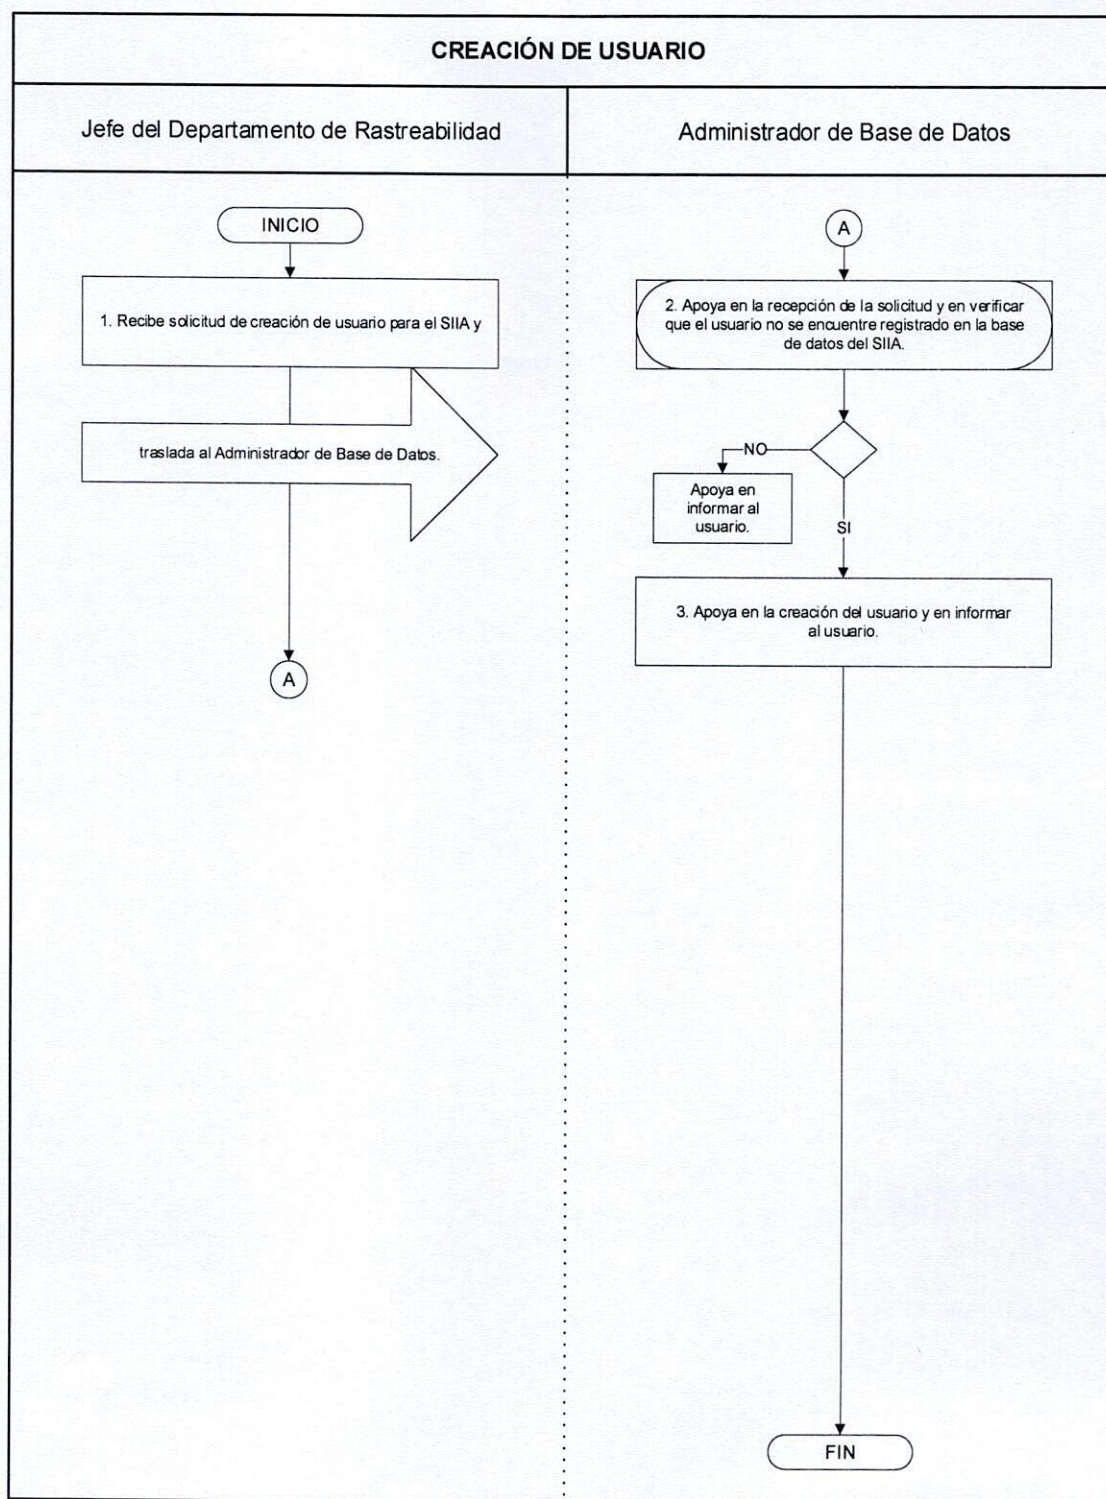 CREACIÓN DE USUARIO
Jefe del Departamento de Rastreabilidad
Administrador de Base de Datos
INICIO
1. Recibe solicitud de creación de usuario para el SIIA y
traslada al Administrador de Base de Datos.
A
A
2. Apoya en la recepción de la solicitud y en verificar
que el usuario no se encuentre registrado en la base
de datos del SIIA.
NO
Apoya en
informar al
usuario.
SI
3. Apoya en la creación del usuario y en informar
al usuario.
FIN